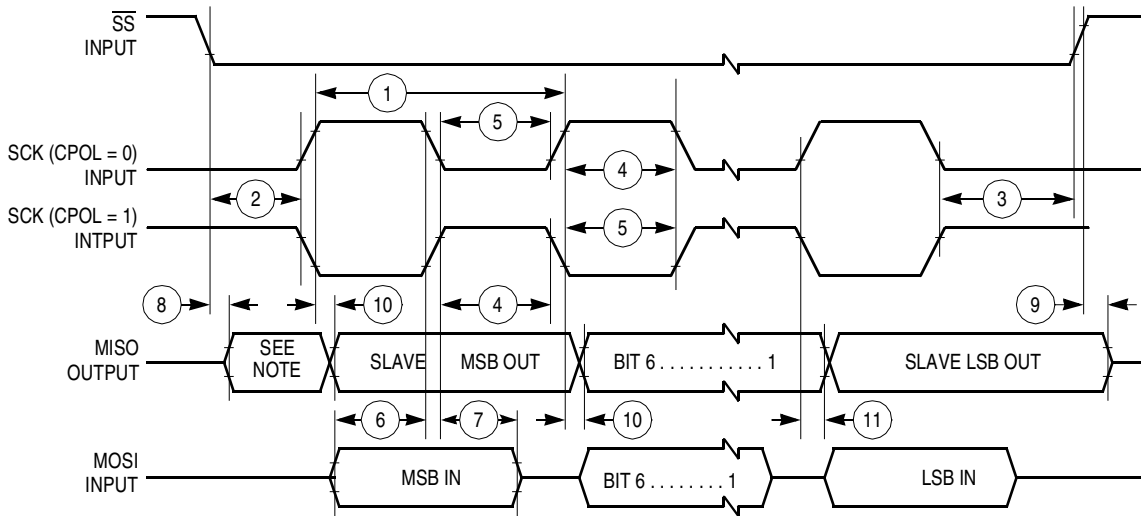 SS
INPUT
1
5
SCK (CPOL = 0)
INPUT
4
2
3
SCK (CPOL = 1)
INTPUT
5
8
10
4
9
MISO
OUTPUT
SEE
NOTE
SLAVE
MSB OUT
BIT 6 . . . . . . . . . . . 1
SLAVE LSB OUT
6
7
10
11
MOSI
INPUT
MSB IN
BIT 6 . . . . . . . . 1
LSB IN